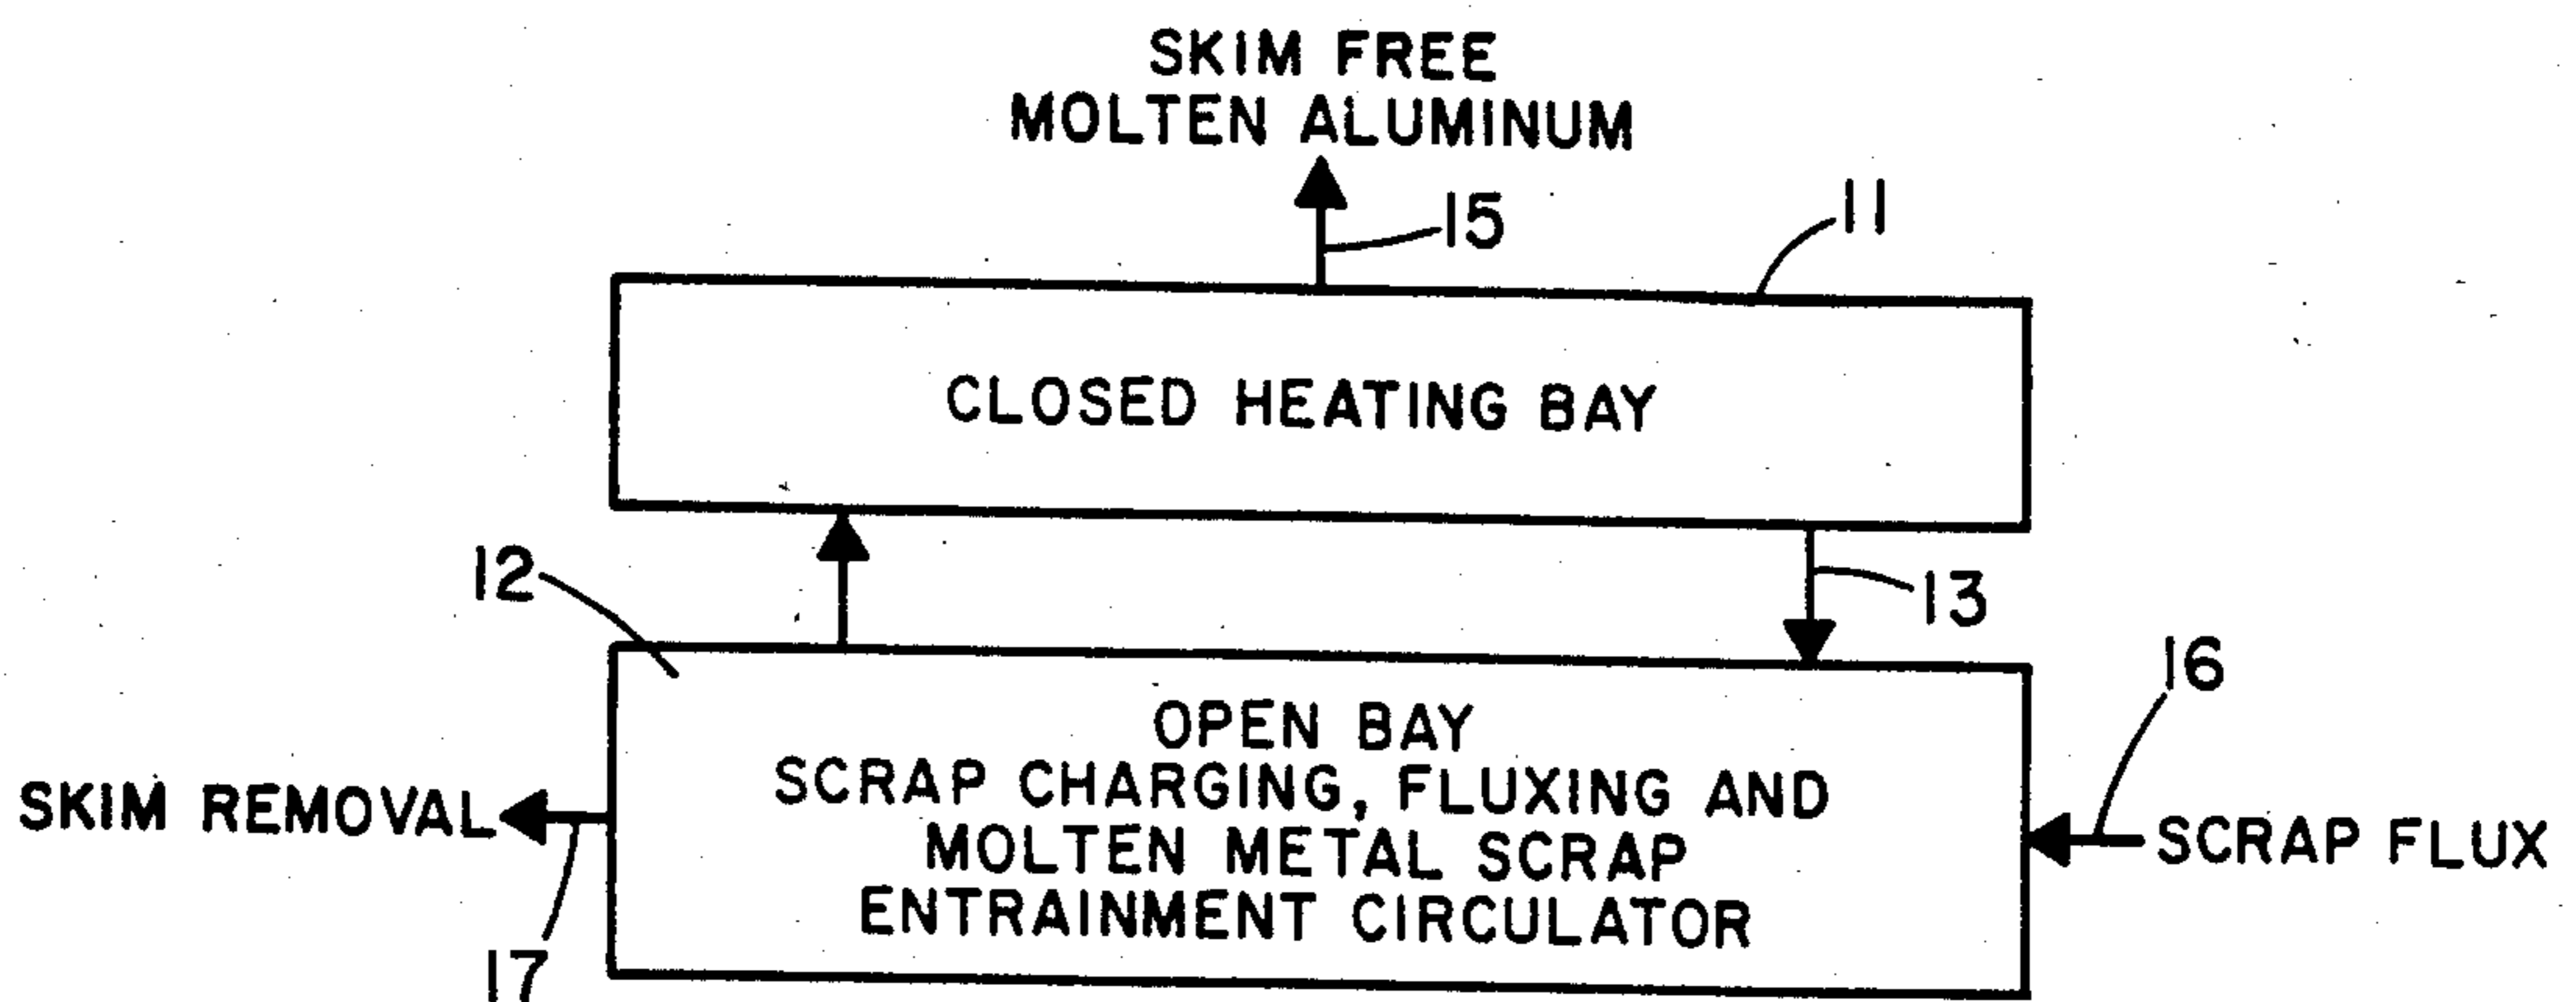 SKIM FREE
MOLTEN ALUMINUM
15
11
CLOSED HEATING BAY
12
13
16
OPEN BAY
SCRAP CHARGING, FLUXING AND
MOLTEN METAL SCRAP
ENTRAINMENT CIRCULATOR
SKIM REMOVAL
SCRAP FLUX
17